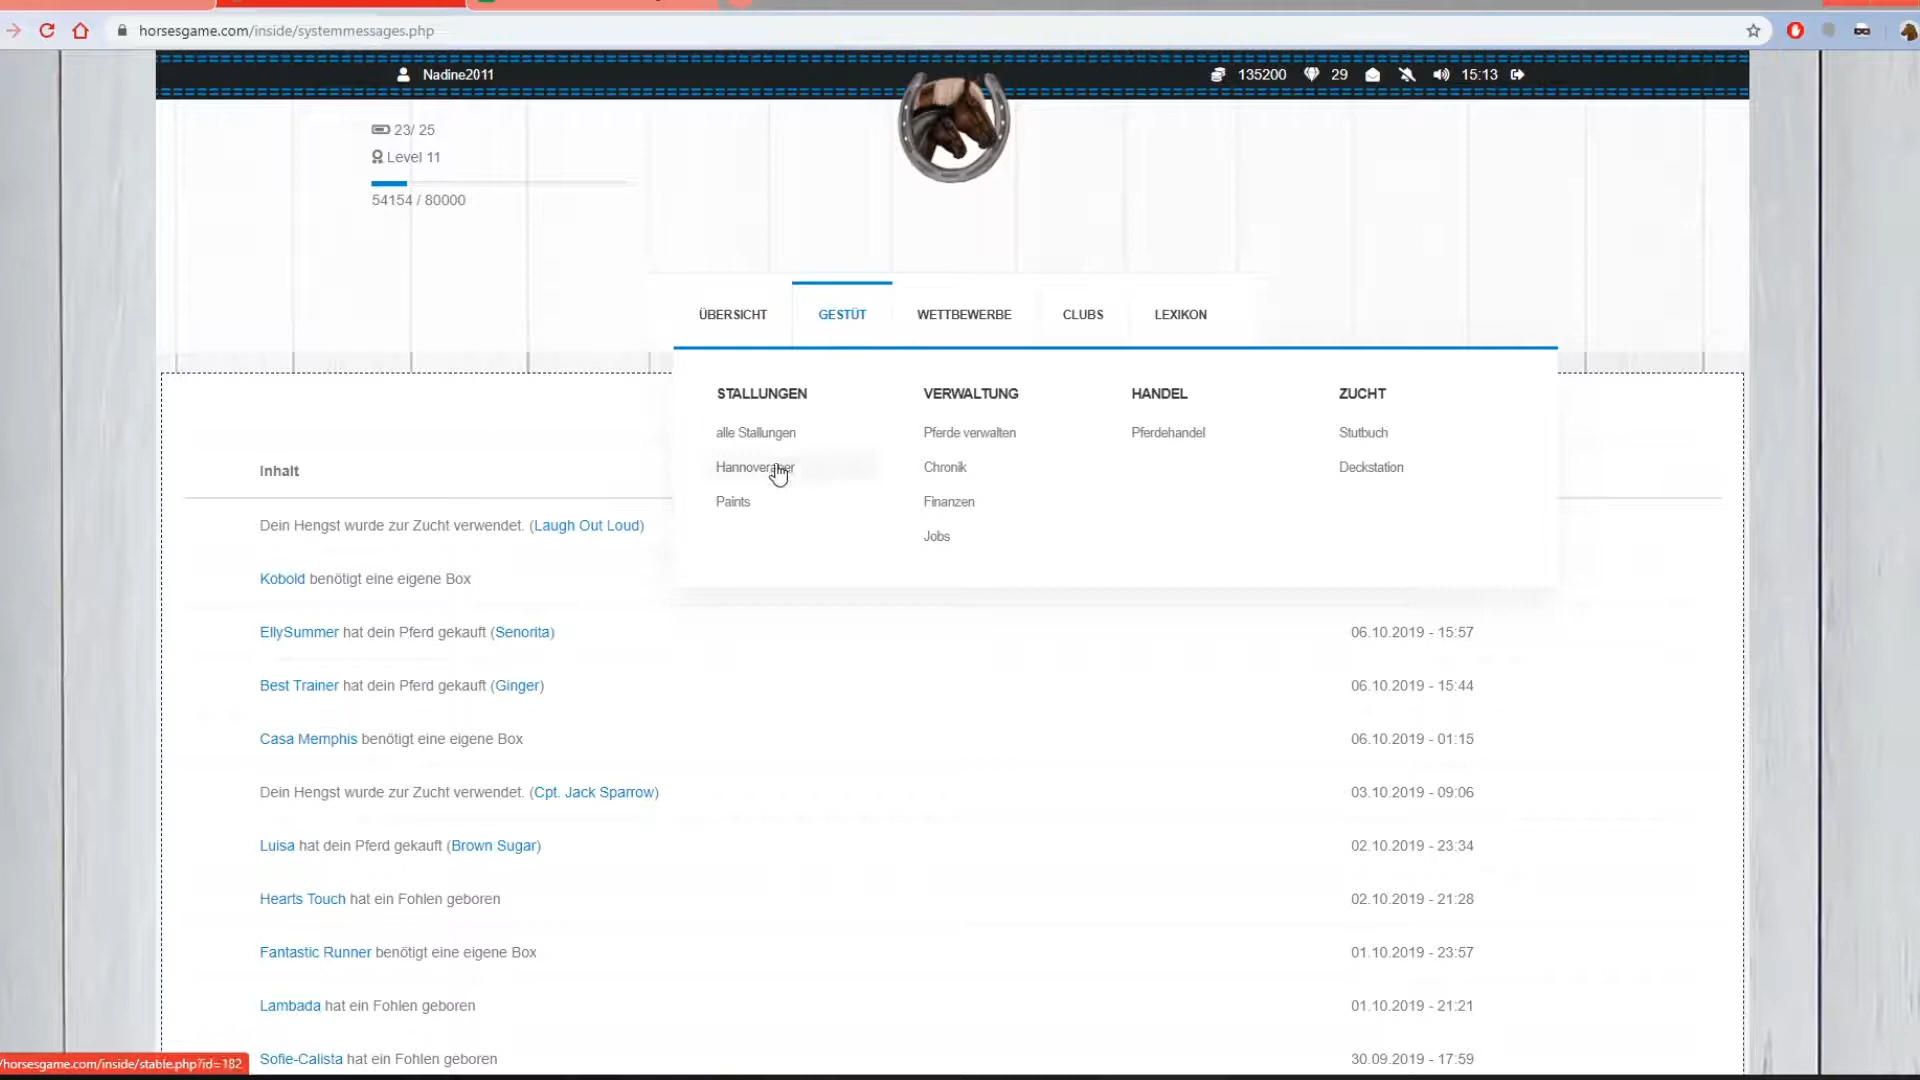 horsesgame.com/inside/systemmessages.php
Nadine2011
135200 29 15:13
23/ 25
Level 11
54154 / 80000
ÜBERSICHT GESTÜT WETTBEWERBE CLUBS LEXIKON
STALLUNGEN VERWALTUNG HANDEL ZUCHT
alle Stallungen Pferde verwalten Pferdehandel Stutbuch
Hannoveraner Chronik Deckstation
Paints Finanzen
Jobs
Inhalt
Dein Hengst wurde zur Zucht verwendet. (Laugh Out Loud)
Kobold benötigt eine eigene Box
EllySummer hat dein Pferd gekauft (Senorita) 06.10.2019 - 15:57
Best Trainer hat dein Pferd gekauft (Ginger) 06.10.2019 - 15:44
Casa Memphis benötigt eine eigene Box 06.10.2019 - 01:15
Dein Hengst wurde zur Zucht verwendet. (Cpt. Jack Sparrow) 03.10.2019 - 09:06
Luisa hat dein Pferd gekauft (Brown Sugar) 02.10.2019 - 23:34
Hearts Touch hat ein Fohlen geboren 02.10.2019 - 21:28
Fantastic Runner benötigt eine eigene Box 01.10.2019 - 23:57
Lambada hat ein Fohlen geboren 01.10.2019 - 21:21
Sofie-Calista hat ein Fohlen geboren 30.09.2019 - 17:59
/horsesgame.com/inside/stable.php?id=182